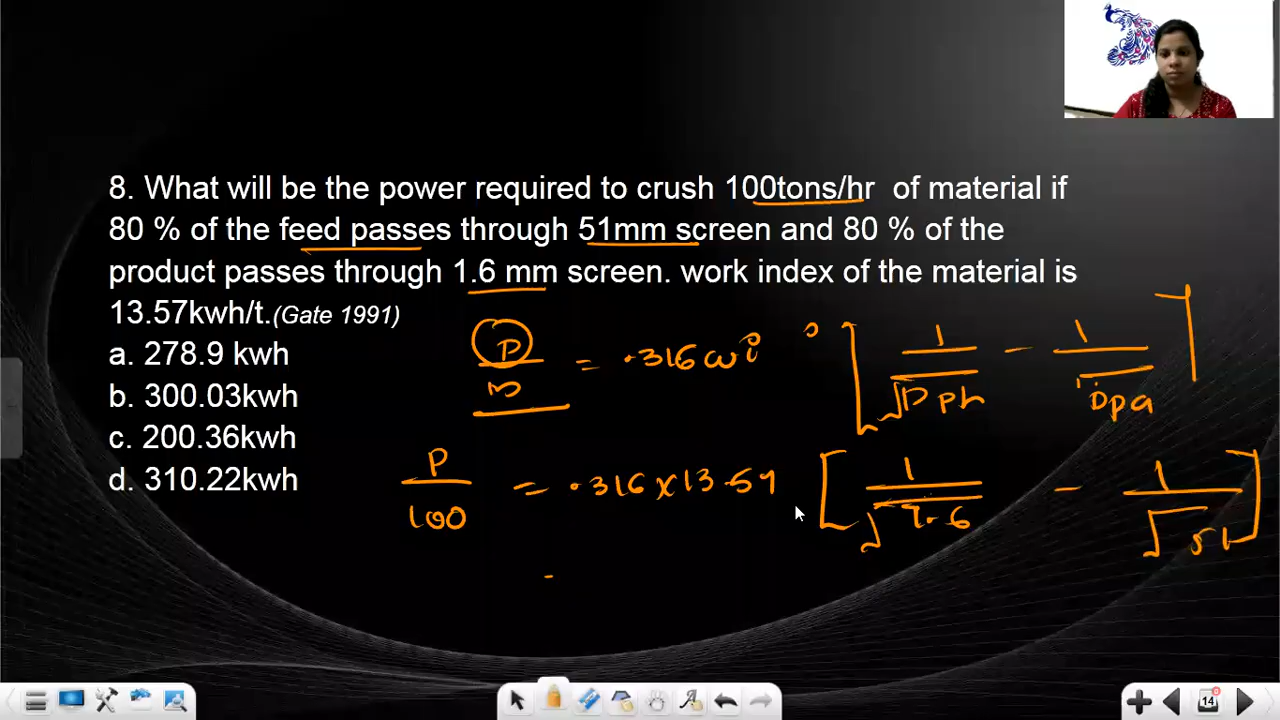 8. What will be the power required to crush 100tons/hr of material if
80 % of the feed passes through 51mm screen and 80 % of the
product passes through 1.6 mm screen. work index of the material is
13.57kwh/t.(Gate 1991)
a. 278.9 kwh
b. 300.03kwh
c. 200.36kwh
d. 310.22kwh
P/m = .316 wi [1/√Dpb - 1/√Dpa]
P/100 = .316 x 13.57 [1/√1.6 - 1/√51]
=
14